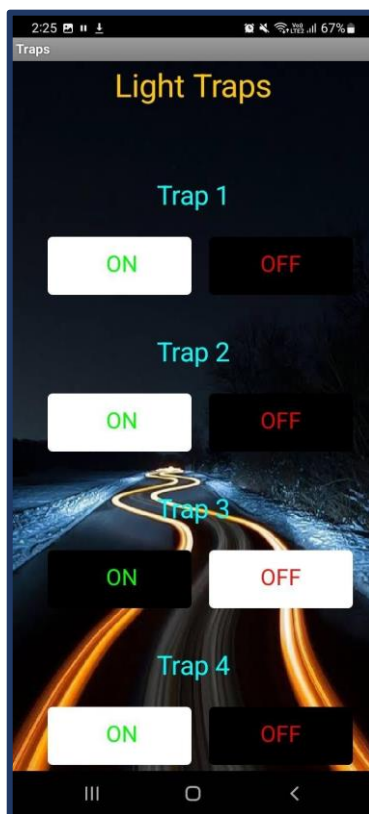 2:25 67%
Traps
Light Traps
Trap 1
ON OFF
Trap 2
ON OFF
Trap 3
ON OFF
Trap 4
ON OFF